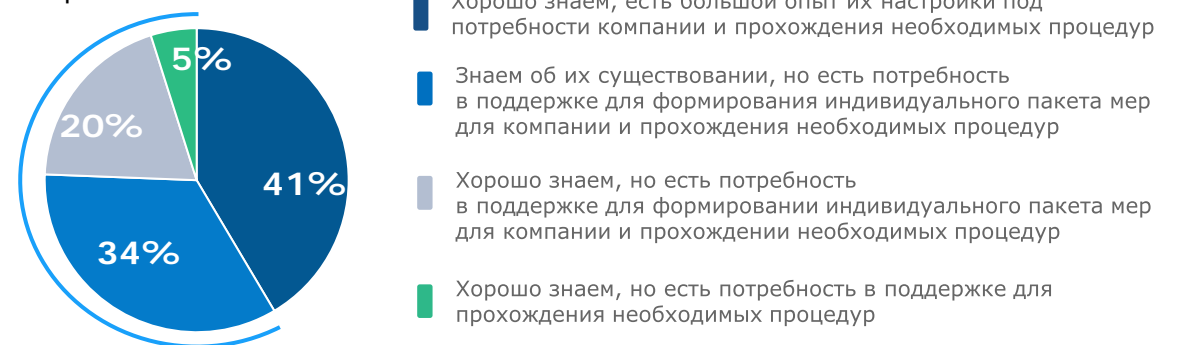 Хорошо знаем, есть большой опыт их настройки под
потребности компании и прохождения необходимых процедур
5%
Знаем об их существовании, но есть потребность
в поддержке для формирования индивидуального пакета мер
для компании и прохождения необходимых процедур
20%
41%
Хорошо знаем, но есть потребность
в поддержке для формировании индивидуального пакета мер
для компании и прохождении необходимых процедур
34%
Хорошо знаем, но есть потребность в поддержке для
прохождения необходимых процедур